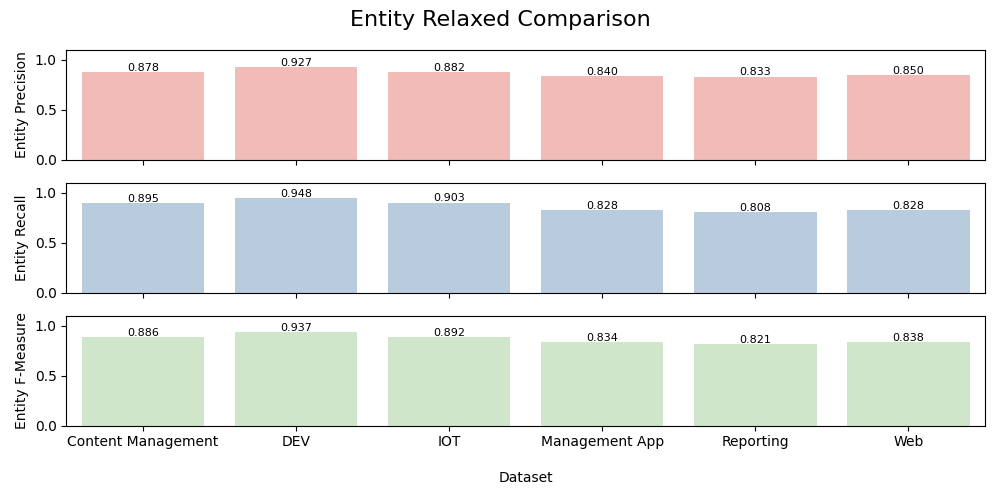 Entity Relaxed Comparison
Entity Precision
1.0
0.5
0.0
0.878 0.927 0.882 0.840 0.833 0.850
Entity Recall
1.0
0.5
0.0
0.895 0.948 0.903 0.828 0.808 0.828
Entity F-Measure
1.0
0.5
0.0
0.886 0.937 0.892 0.834 0.821 0.838
Content Management DEV IOT Management App Reporting Web
Dataset